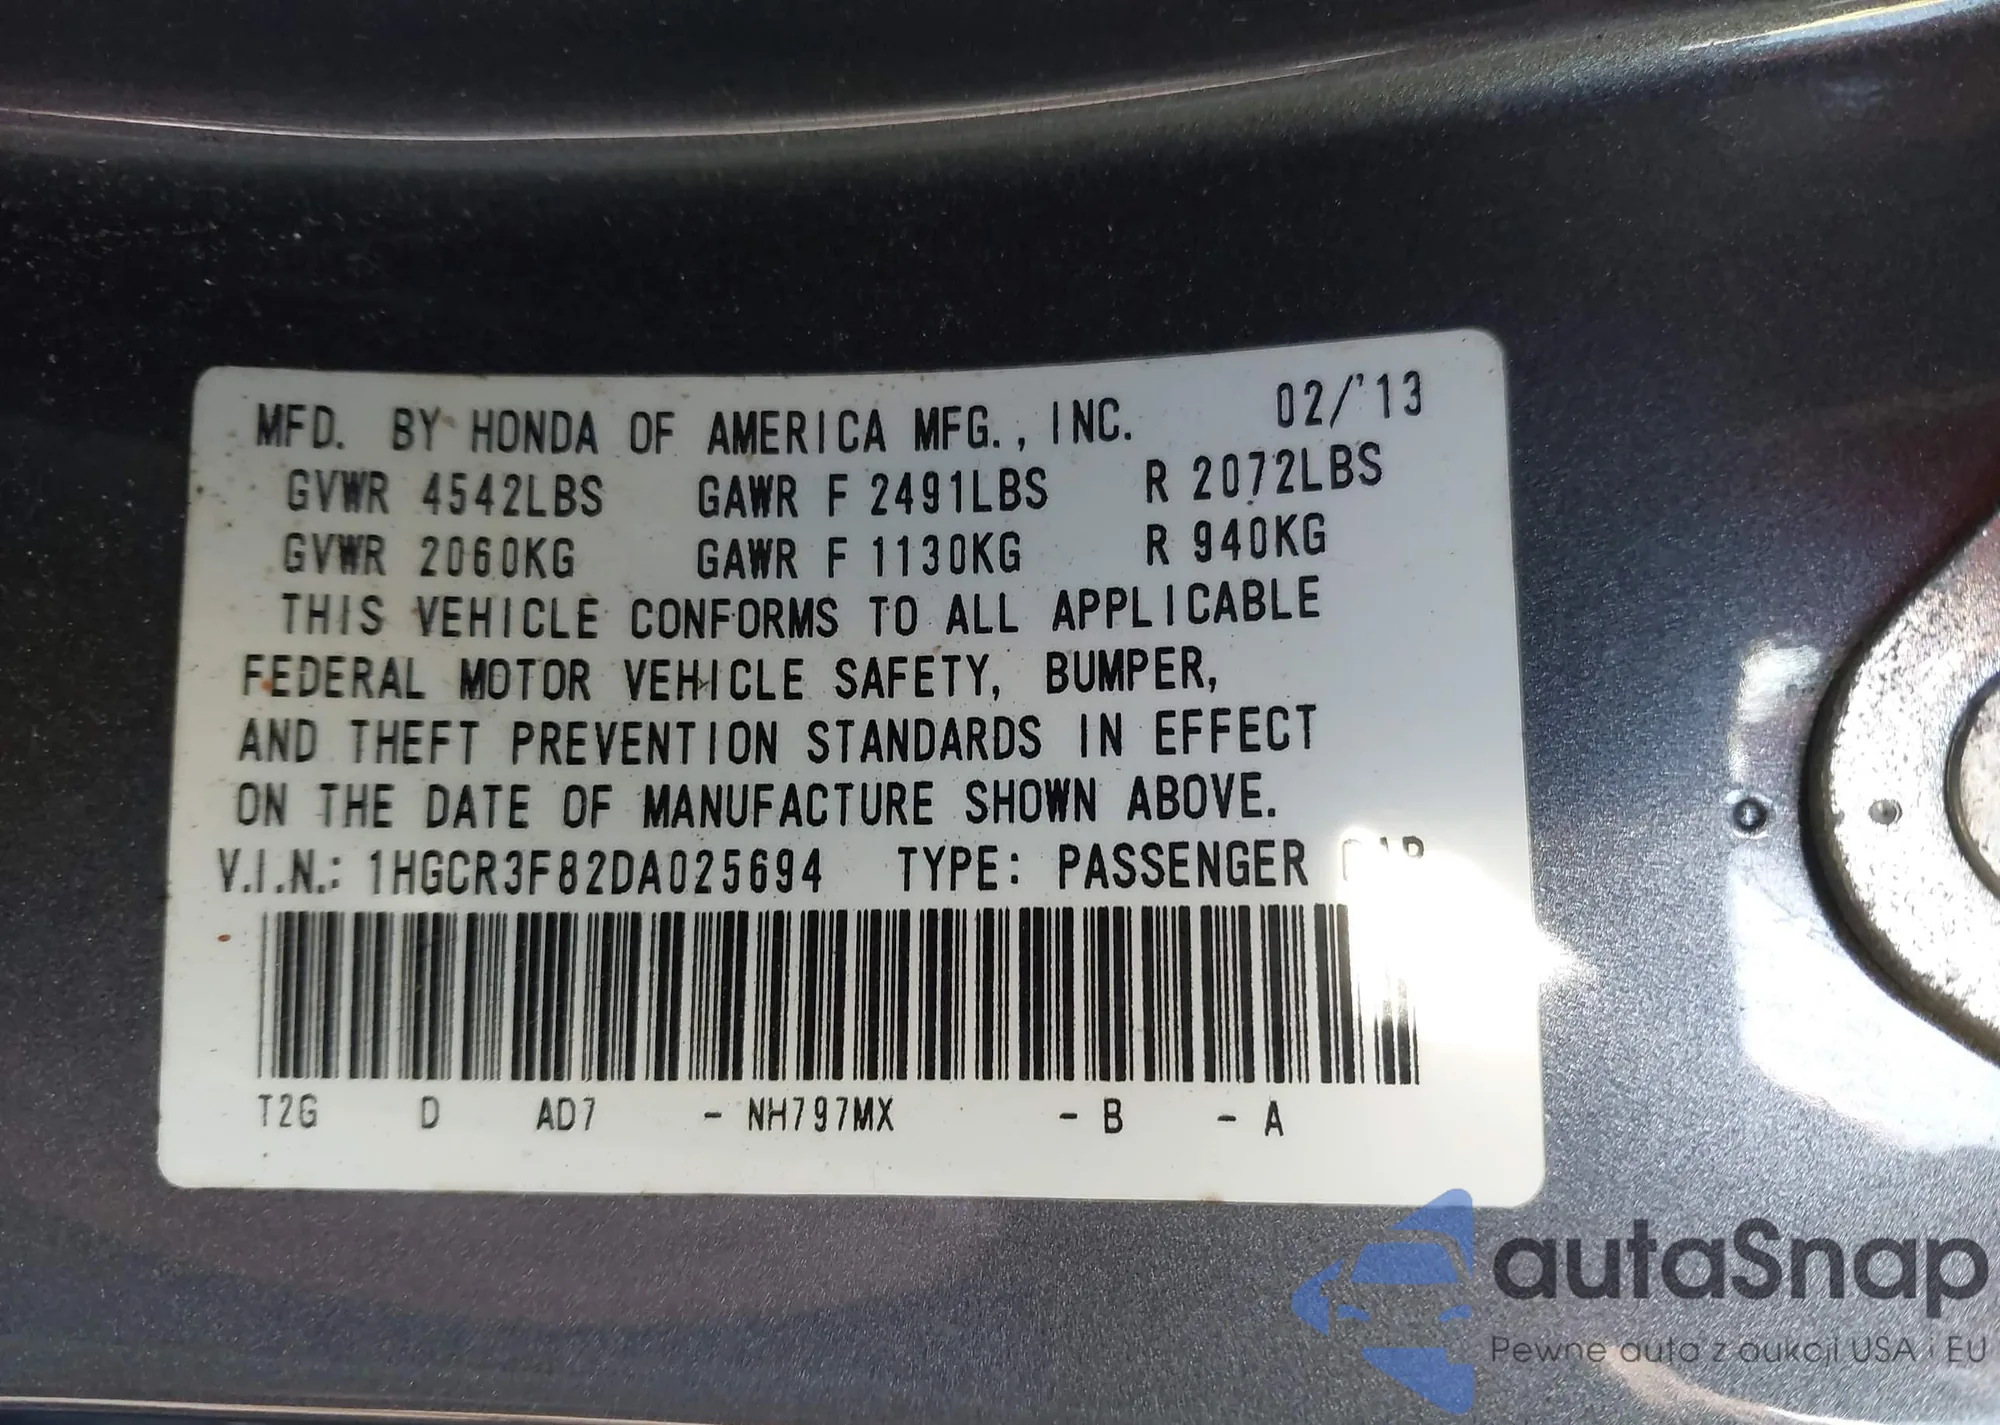 MFD. BY HONDA OF AMERICA MFG., INC. 02/'13
GVWR 4542LBS GAWR F 2491LBS R 2072LBS
GVWR 2060KG GAWR F 1130KG R 940KG
THIS VEHICLE CONFORMS TO ALL APPLICABLE
FEDERAL MOTOR VEHICLE SAFETY, BUMPER,
AND THEFT PREVENTION STANDARDS IN EFFECT
ON THE DATE OF MANUFACTURE SHOWN ABOVE.
V.I.N.: 1HGCR3F82DA025694 TYPE: PASSENGER CAR
T2G D AD7 - NH797MX - B - A
autaSnap
Pewne auta z aukcji USA i EU